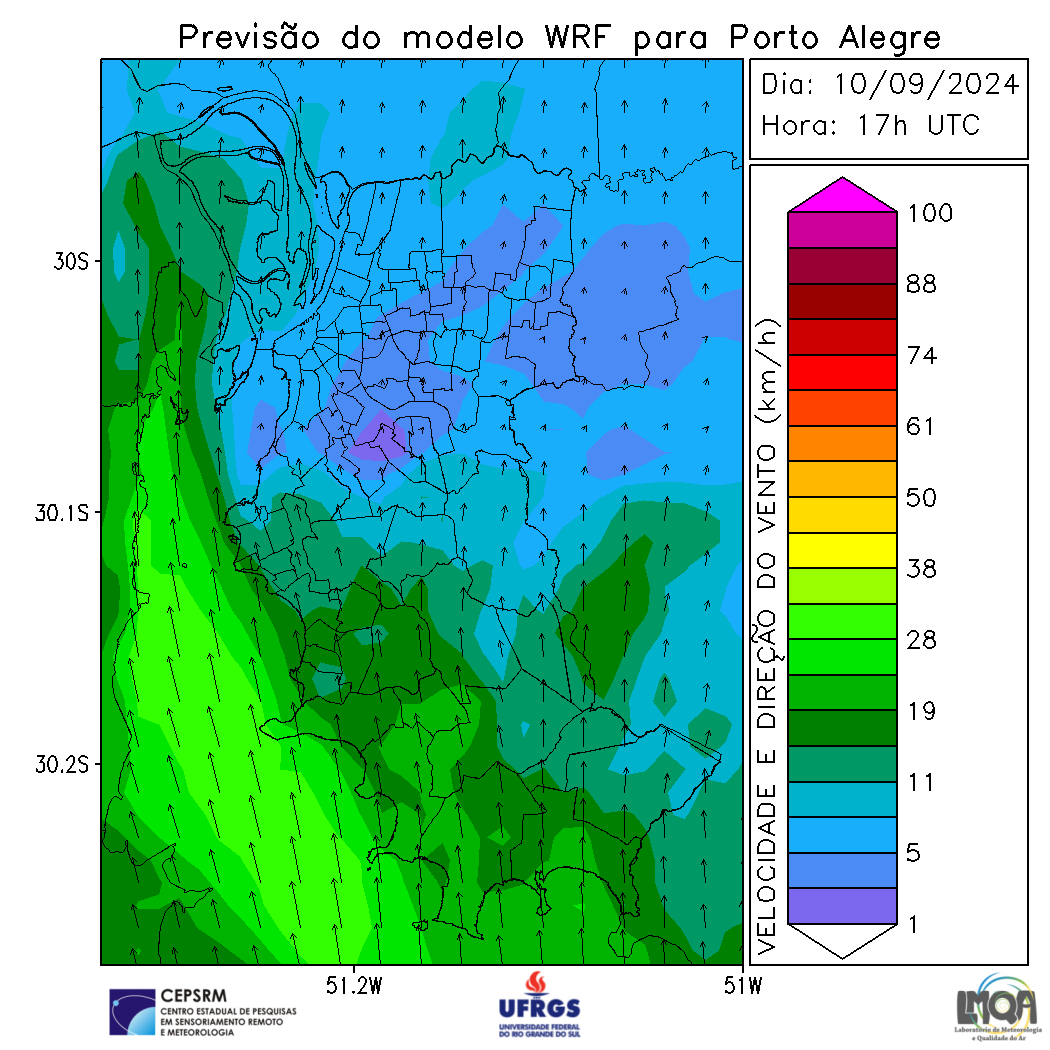 Previsão do modelo WRF para Porto Alegre
Dia: 10/09/2024
Hora: 17h UTC
30S
30.1S
30.2S
51.2W
51W
VELOCIDADE E DIREÇÃO DO VENTO (km/h)
100
88
74
61
50
38
28
19
11
5
1
CEPSRM
CENTRO ESTADUAL DE PESQUISAS
EM SENSORIAMENTO REMOTO
E METEOROLOGIA
UFRGS
UNIVERSIDADE FEDERAL
DO RIO GRANDE DO SUL
LMQA
Laboratório de Meteorologia
e Qualidade do Ar